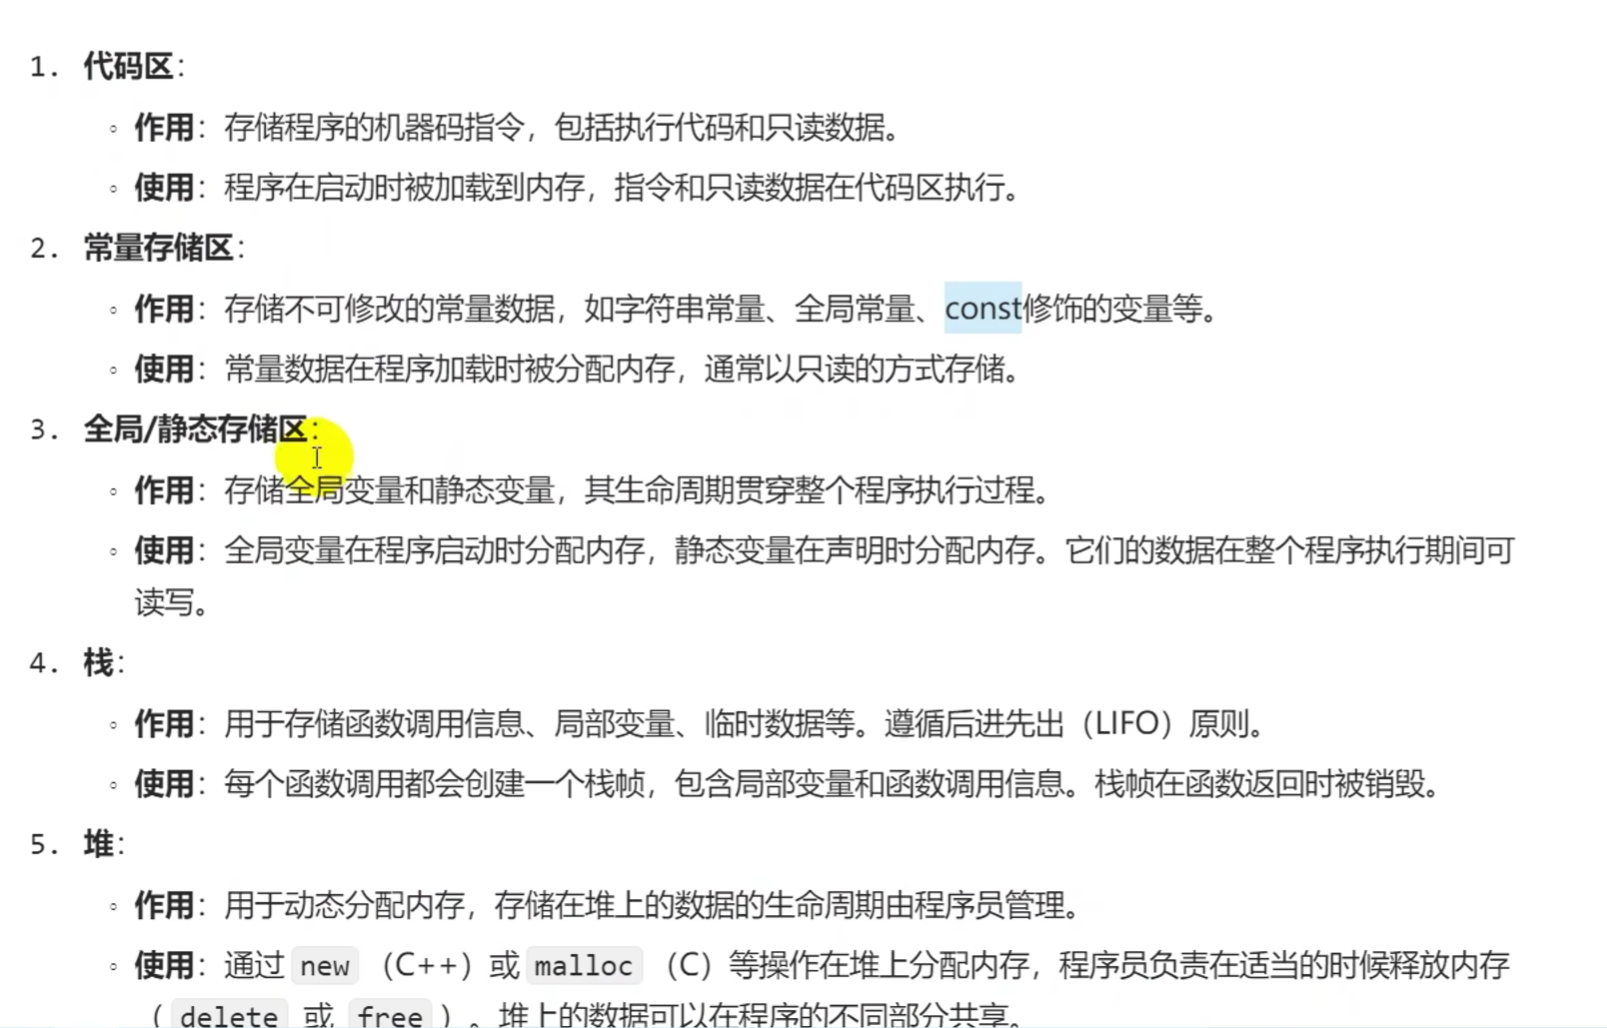 1. 代码区：
◦ 作用：存储程序的机器码指令，包括执行代码和只读数据。
◦ 使用：程序在启动时被加载到内存，指令和只读数据在代码区执行。
2. 常量存储区：
◦ 作用：存储不可修改的常量数据，如字符串常量、全局常量、const修饰的变量等。
◦ 使用：常量数据在程序加载时被分配内存，通常以只读的方式存储。
3. 全局/静态存储区：
◦ 作用：存储全局变量和静态变量，其生命周期贯穿整个程序执行过程。
◦ 使用：全局变量在程序启动时分配内存，静态变量在声明时分配内存。它们的数据在整个程序执行期间可
读写。
4. 栈：
◦ 作用：用于存储函数调用信息、局部变量、临时数据等。遵循后进先出（LIFO）原则。
◦ 使用：每个函数调用都会创建一个栈帧，包含局部变量和函数调用信息。栈帧在函数返回时被销毁。
5. 堆：
◦ 作用：用于动态分配内存，存储在堆上的数据的生命周期由程序员管理。
◦ 使用：通过 new （C++）或 malloc （C）等操作在堆上分配内存，程序员负责在适当的时候释放内存
（ delete 或 free ）。堆上的数据可以在程序的不同部分共享。